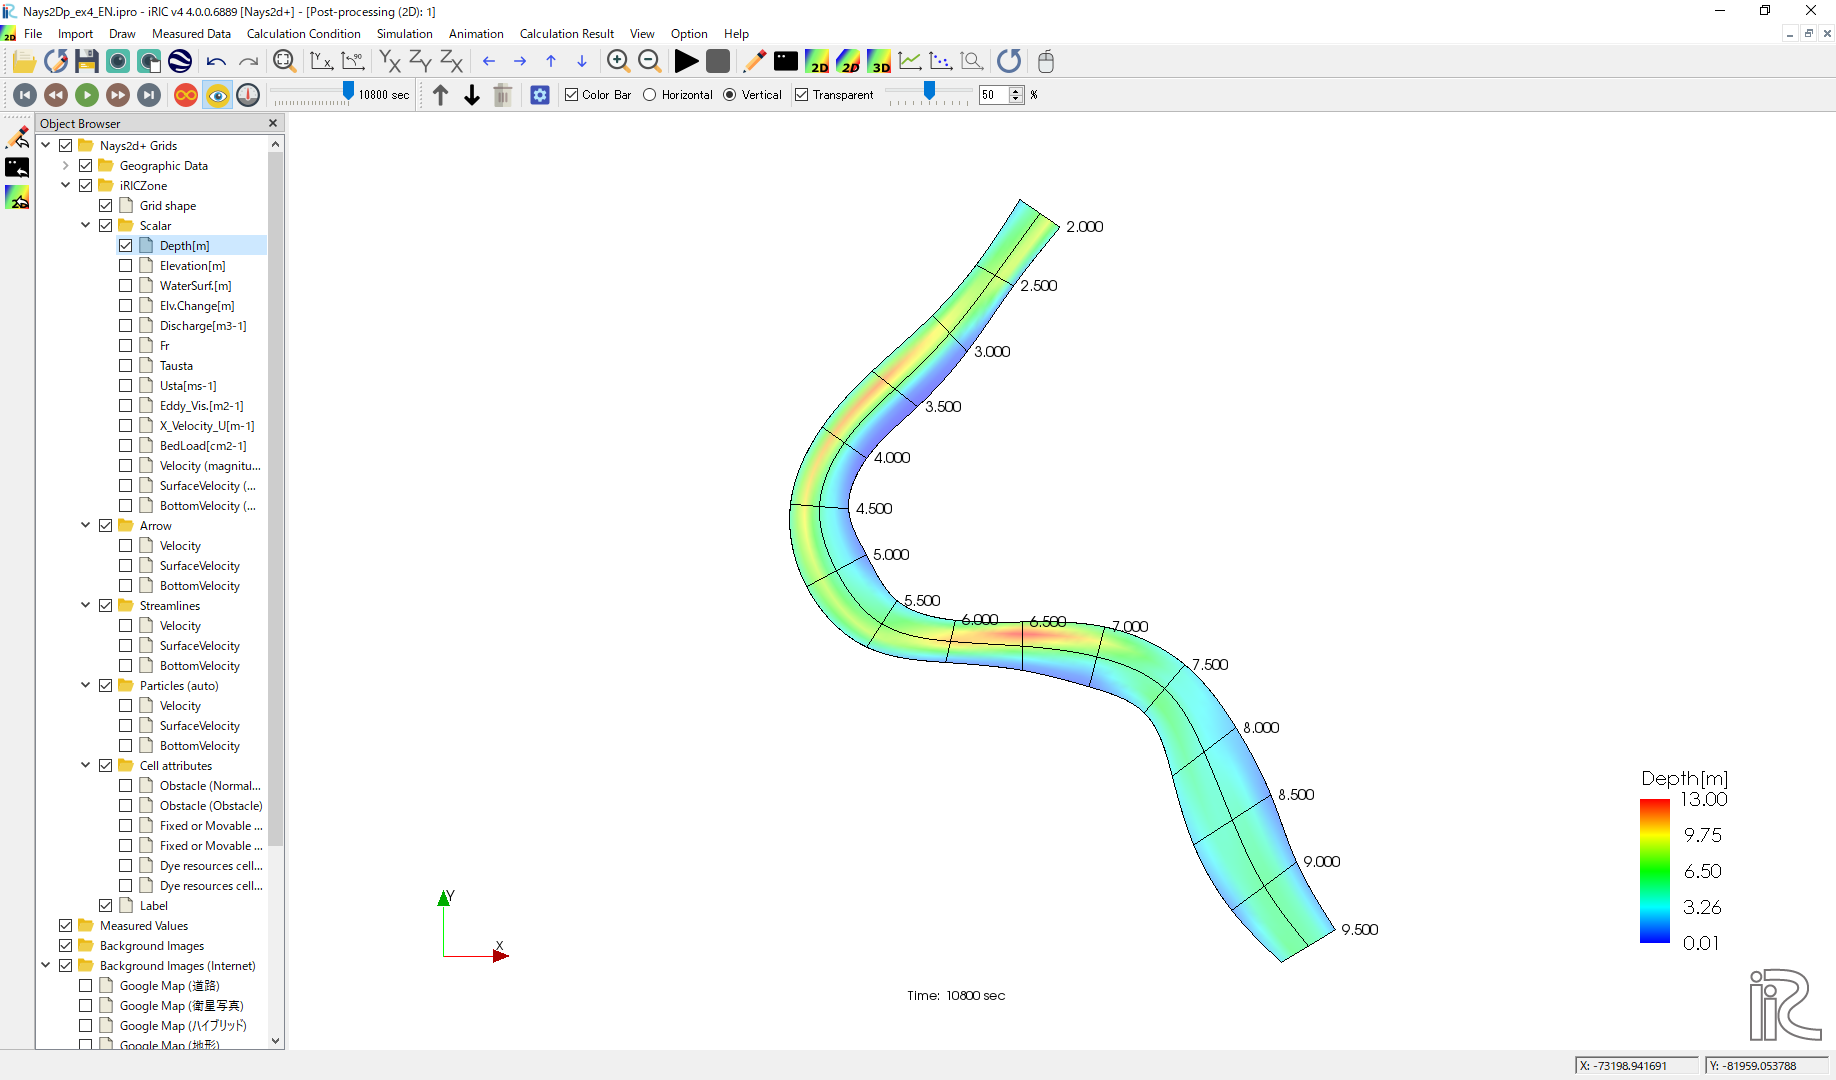 Nays2Dp_ex4_EN.ipro - iRIC v4 4.0.0.6889 [Nays2d+] - [Post-processing (2D): 1]
File Import Draw Measured Data Calculation Condition Simulation Animation Calculation Result View Option Help
10800 sec Color Bar Horizontal Vertical Transparent 50 %
Object Browser
Nays2d+ Grids
Geographic Data
iRICZone
Grid shape
Scalar
Depth[m]
Elevation[m]
WaterSurf.[m]
Elv.Change[m]
Discharge[m3-1]
Fr
Tausta
Usta[ms-1]
Eddy_Vis.[m2-1]
X_Velocity_U[m-1]
BedLoad[cm2-1]
Velocity (magnitu...
SurfaceVelocity (...
BottomVelocity (...
Arrow
Velocity
SurfaceVelocity
BottomVelocity
Streamlines
Velocity
SurfaceVelocity
BottomVelocity
Particles (auto)
Velocity
SurfaceVelocity
BottomVelocity
Cell attributes
Obstacle (Normal...
Obstacle (Obstacle)
Fixed or Movable ...
Fixed or Movable ...
Dye resources cell...
Dye resources cell...
Label
Measured Values
Background Images
Background Images (Internet)
Google Map (道路)
Google Map (衛星写真)
Google Map (ハイブリッド)
Google Map (地形)
2.000
2.500
3.000
3.500
4.000
4.500
5.000
5.500
6.000
6.500
7.000
7.500
8.000
8.500
9.000
9.500
Y
X
Time: 10800 sec
Depth[m]
13.00
9.75
6.50
3.26
0.01
iRIC
X: -73198.941691
Y: -81959.053788